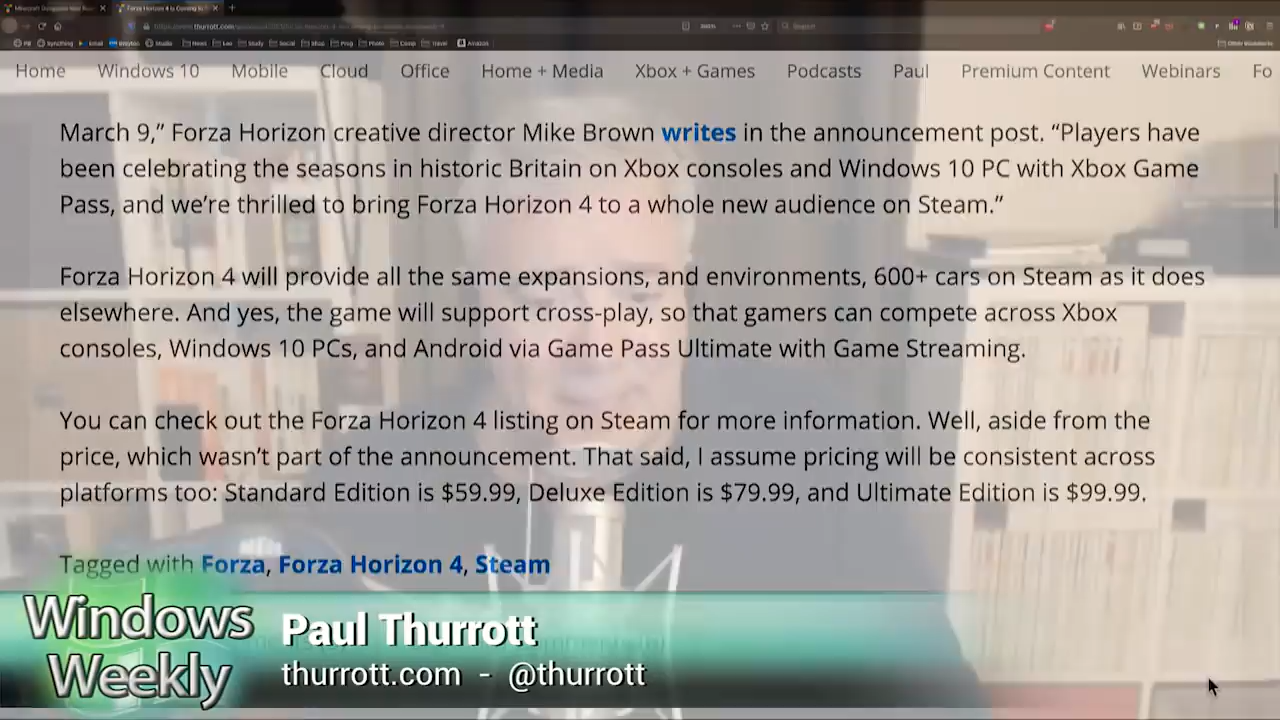 Home Windows 10 Mobile Cloud Office Home + Media Xbox + Games Podcasts Paul Premium Content Webinars Fo
March 9,” Forza Horizon creative director Mike Brown writes in the announcement post. “Players have
been celebrating the seasons in historic Britain on Xbox consoles and Windows 10 PC with Xbox Game
Pass, and we’re thrilled to bring Forza Horizon 4 to a whole new audience on Steam.”
Forza Horizon 4 will provide all the same expansions, and environments, 600+ cars on Steam as it does
elsewhere. And yes, the game will support cross-play, so that gamers can compete across Xbox
consoles, Windows 10 PCs, and Android via Game Pass Ultimate with Game Streaming.
You can check out the Forza Horizon 4 listing on Steam for more information. Well, aside from the
price, which wasn’t part of the announcement. That said, I assume pricing will be consistent across
platforms too: Standard Edition is $59.99, Deluxe Edition is $79.99, and Ultimate Edition is $99.99.
Tagged with Forza, Forza Horizon 4, Steam
Windows
Weekly
Paul Thurrott
thurrott.com - @thurrott